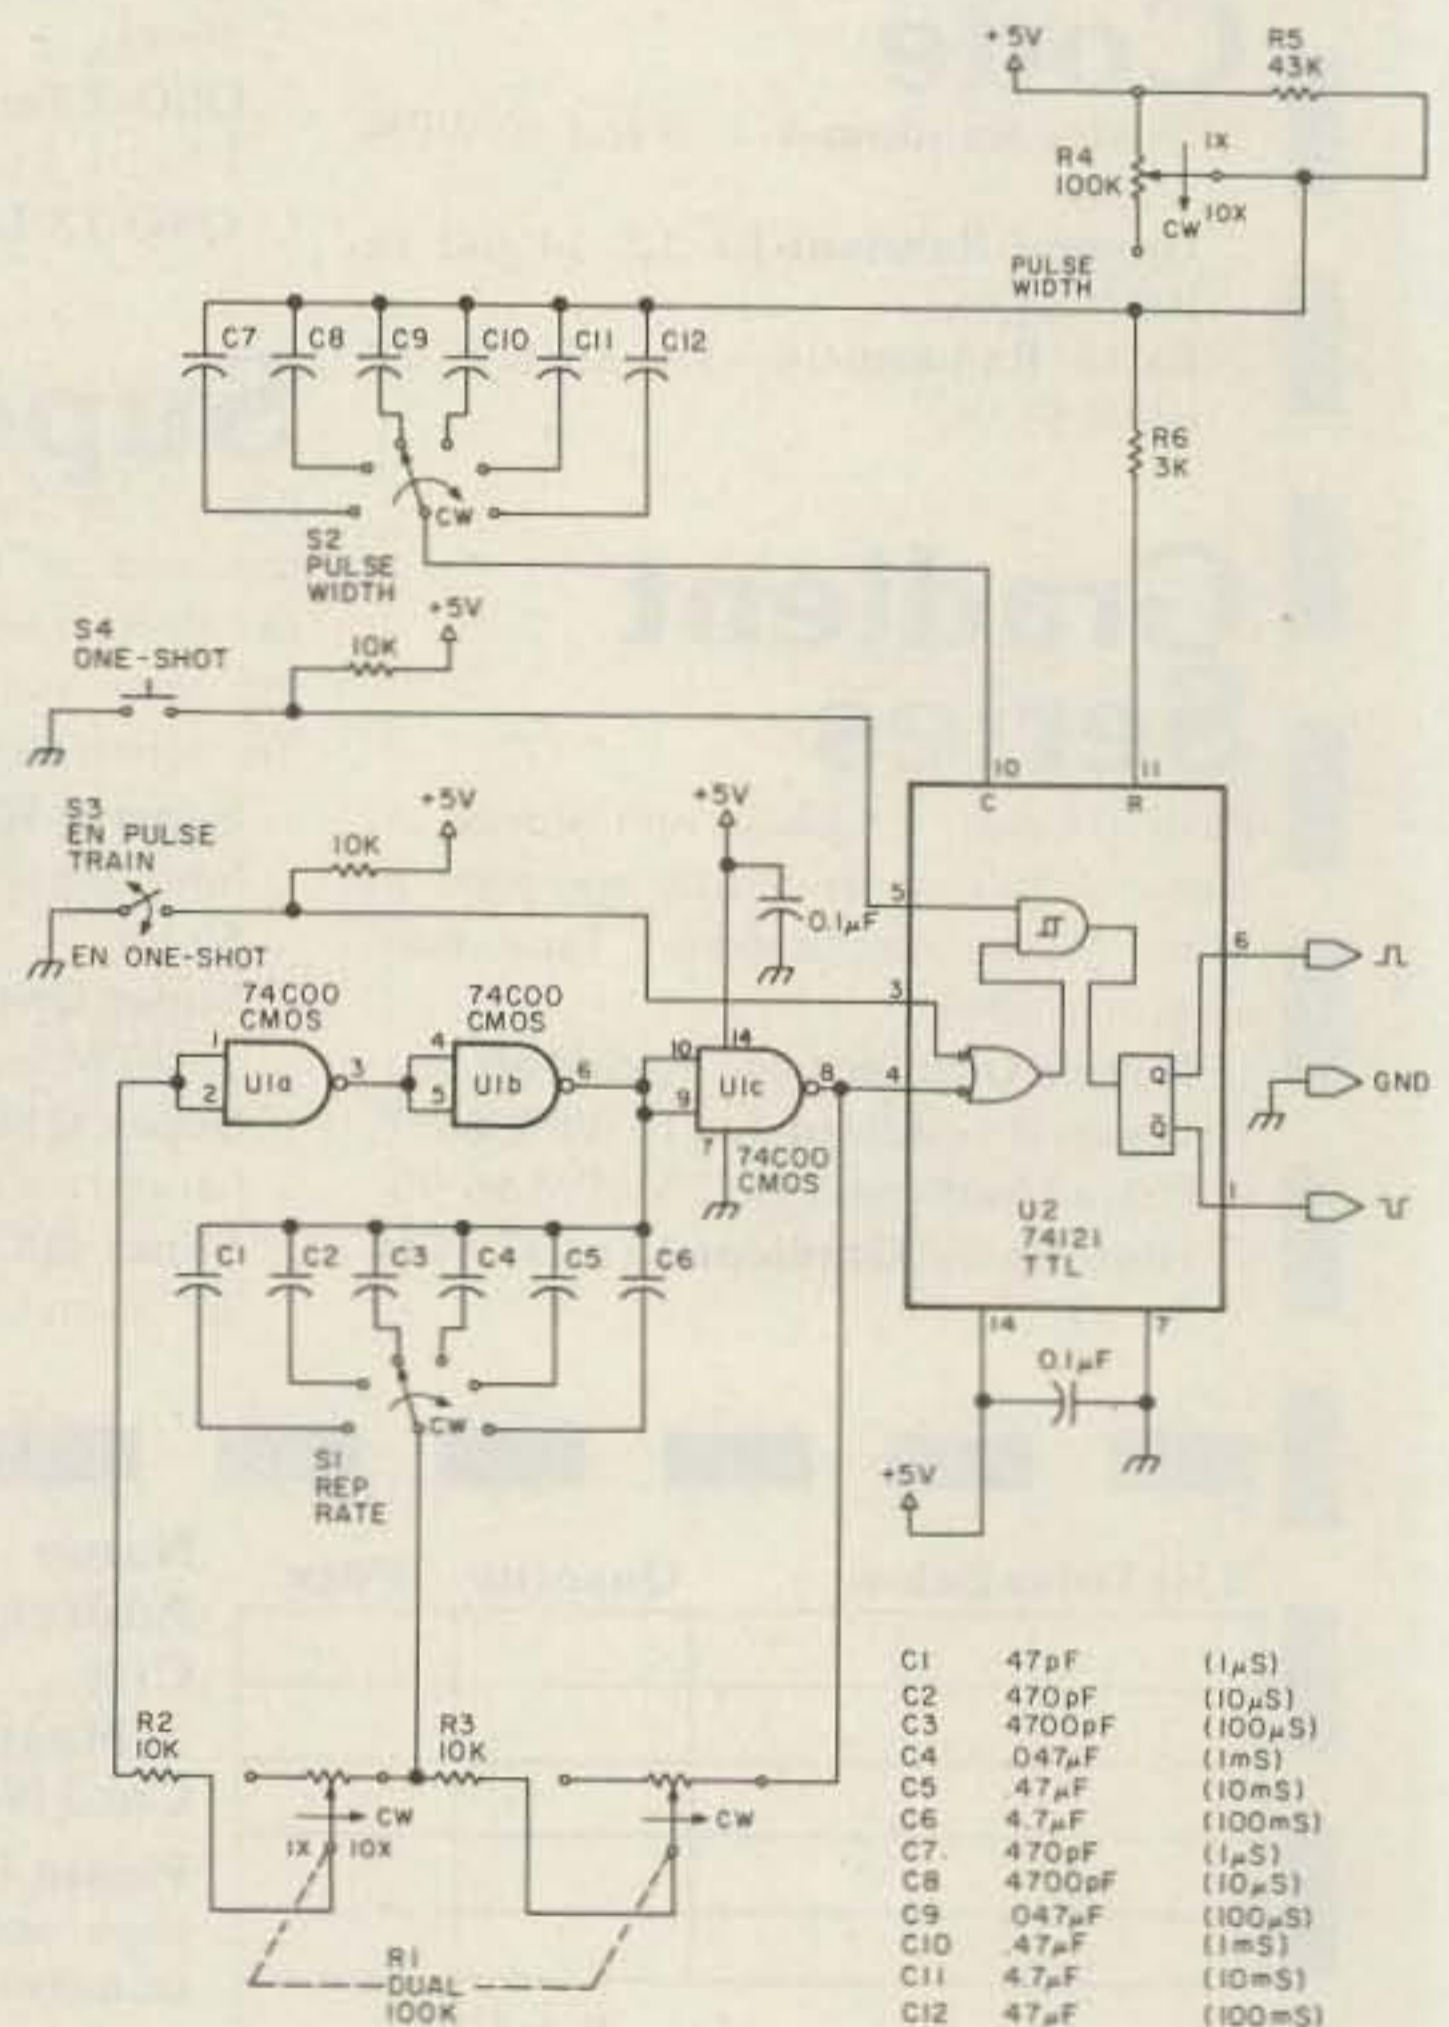 +5V
R5
43K
R4
100K
1X
10X
CW
PULSE
WIDTH
C7
C8
C9
C10
C11
C12
R6
3K
CW
S2
PULSE
WIDTH
+5V
10K
S4
ONE-SHOT
10
11
C
R
+5V
10K
S3
EN PULSE
TRAIN
EN ONE-SHOT
+5V
0.1µF
5
3
4
6
1
GND
74C00
CMOS
74C00
CMOS
1
2
U1a
3
4
5
U1b
6
10
9
14
U1c
8
7
74C00
CMOS
Q
Q̅
U2
74121
TTL
14
7
0.1µF
+5V
C1
C2
C3
C4
C5
C6
CW
S1
REP
RATE
R2
10K
R3
10K
CW
1X
10X
CW
R1
DUAL
100K
C1 47pF (1µS)
C2 470pF (10µS)
C3 4700pF (100µS)
C4 .047µF (1mS)
C5 .47µF (10mS)
C6 4.7µF (100mS)
C7. 470pF (1µS)
C8 4700pF (10µS)
C9 .047µF (100µS)
C10 .47µF (1mS)
C11 4.7µF (10mS)
C12 47µF (100mS)